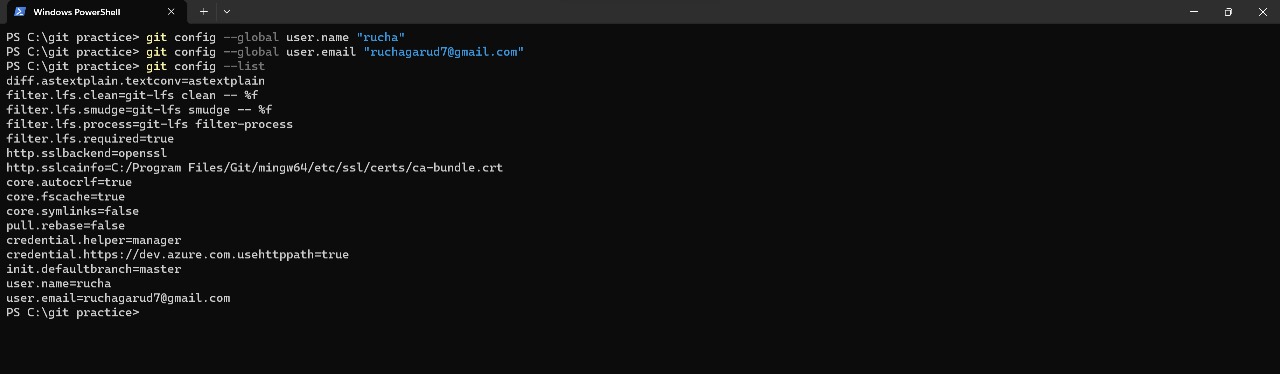 Windows PowerShell
PS C:\git practice> git config --global user.name "rucha"
PS C:\git practice> git config --global user.email "ruchagarud7@gmail.com"
PS C:\git practice> git config --list
diff.astextplain.textconv=astextplain
filter.lfs.clean=git-lfs clean -- %f
filter.lfs.smudge=git-lfs smudge -- %f
filter.lfs.process=git-lfs filter-process
filter.lfs.required=true
http.sslbackend=openssl
http.sslcainfo=C:/Program Files/Git/mingw64/etc/ssl/certs/ca-bundle.crt
core.autocrlf=true
core.fscache=true
core.symlinks=false
pull.rebase=false
credential.helper=manager
credential.https://dev.azure.com.usehttppath=true
init.defaultbranch=master
user.name=rucha
user.email=ruchagarud7@gmail.com
PS C:\git practice>